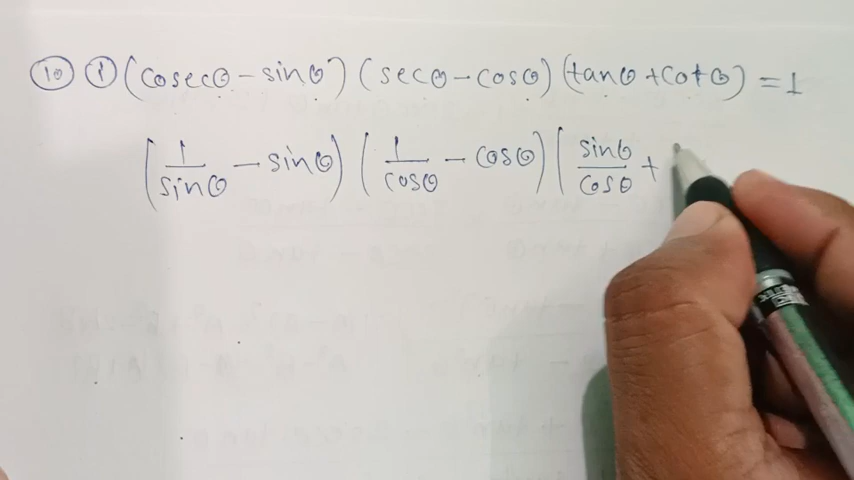 (10) (1) (cosecθ - sinθ) (secθ - cosθ) (tanθ + cotθ) = 1
(1/sinθ - sinθ) (1/cosθ - cosθ) (sinθ/cosθ +